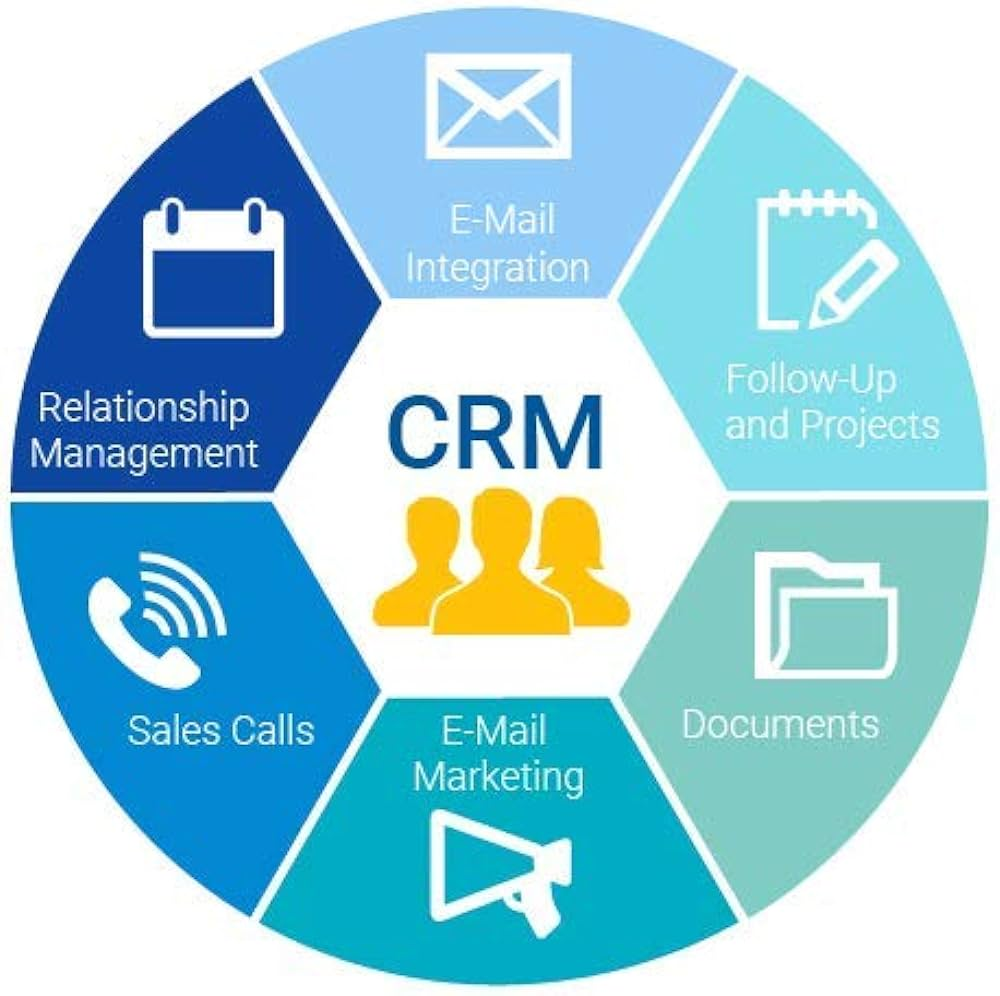 E-Mail
Integration
Follow-Up
and Projects
Relationship
Management
CRM
Sales Calls
E-Mail
Marketing
Documents